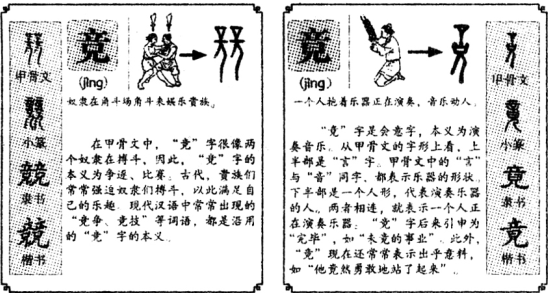 甲骨文
小篆
競
隶书
競
楷书
竞
(jìng)
奴隶在角斗场角斗来娱乐贵族。
在甲骨文中，“竞”字很像两
个奴隶在搏斗，因此，“竞”字的
本义为争逐、比赛。古代，贵族们
常常强迫奴隶们搏斗，以此满足自
己的乐趣。现代汉语中常常出现的
“竞争、竞技”等词语，都是沿用
的“竞”字的本义。
竟
(jìng)
一个人抱着乐器正在演奏，音乐动人。
“竟”字是会意字，本义为演
奏音乐。从甲骨文的字形上看，上
半部是“言”字。甲骨文中的“言”
与“音”同字，都表示乐器的形状。
下半部是一个人形，代表演奏乐器
的人。两者相连，就表示一个人正
在演奏乐器。“竟”字后来引申为
“完毕”，如“未竟的事业”。此外，
“竟”现在还常常表示出乎意料，
如“他竟然勇敢地站了起来”。
甲骨文
小篆
竟
隶书
竟
楷书